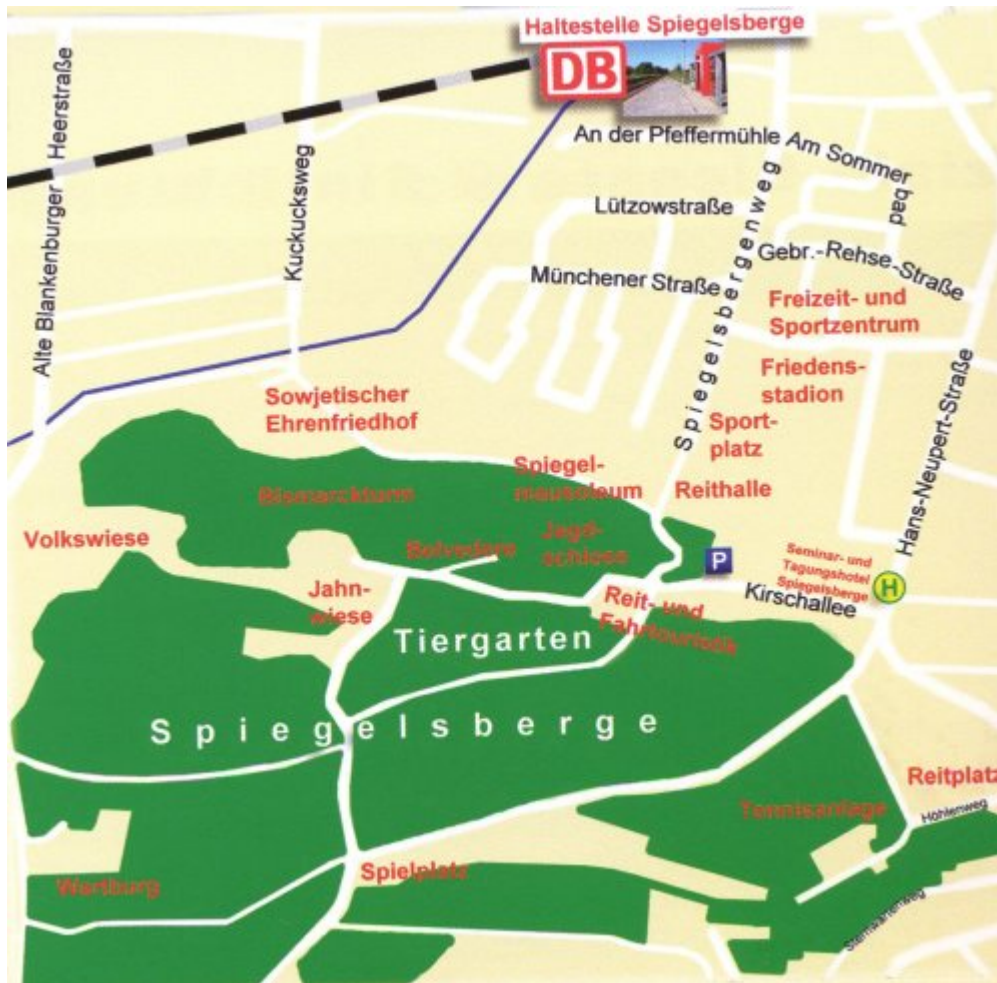 Haltestelle Spiegelsberge
DB
An der Pfeffermühle
Am Sommer
bad
Alte Blankenburger Heerstraße
Kuckucksweg
Lützowstraße
Spiegelsbergenweg
Gebr.-Rehse-Straße
Münchener Straße
Freizeit- und
Sportzentrum
Friedens-
stadion
Hans-Neupert-Straße
Sowjetischer
Ehrenfriedhof
Sport-
platz
Spiegel-
mausoleum
Reithalle
Bismarckturm
Volkswiese
Belvedere
Jagd-
schloss
P
Seminar- und
Tagungshotel
Spiegelsberge
H
Kirschallee
Jahn-
wiese
Reit- und
Fahrtouristik
Tiergarten
Spiegelsberge
Reitplatz
Tennisanlage
Höhlenweg
Spielplatz
Wartburg
Sternwartenweg